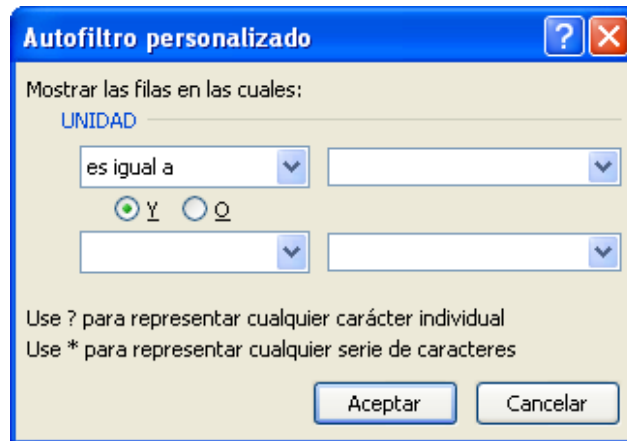 Autofiltro personalizado ?
Mostrar las filas en las cuales:
UNIDAD
es igual a
Y O
Use ? para representar cualquier carácter individual
Use * para representar cualquier serie de caracteres
Aceptar Cancelar